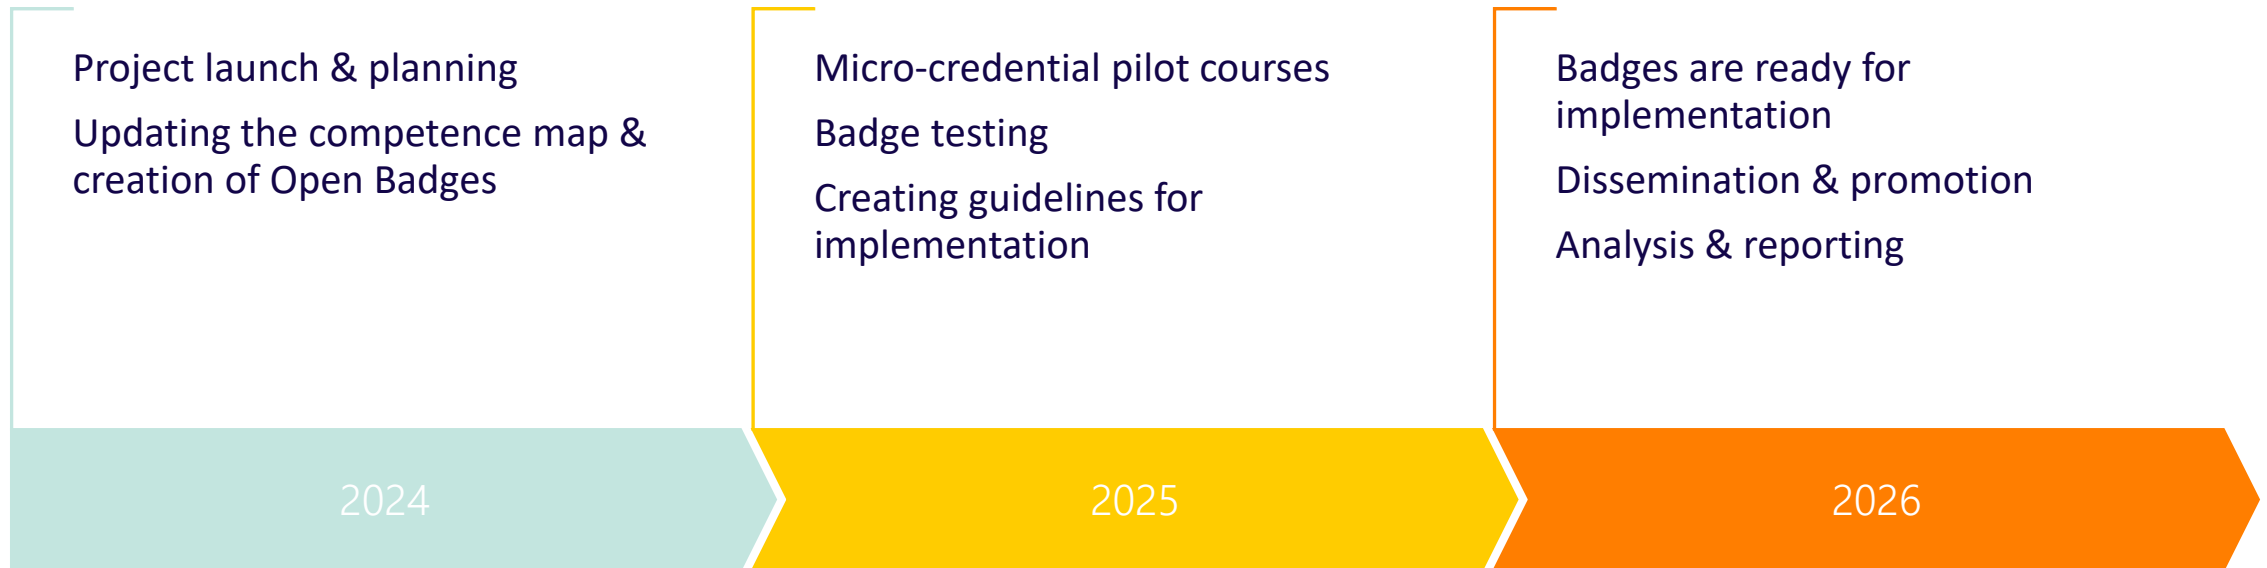 Project launch & planning
Updating the competence map &
creation of Open Badges
Micro-credential pilot courses
Badge testing
Creating guidelines for
implementation
Badges are ready for
implementation
Dissemination & promotion
Analysis & reporting
2024
2025
2026